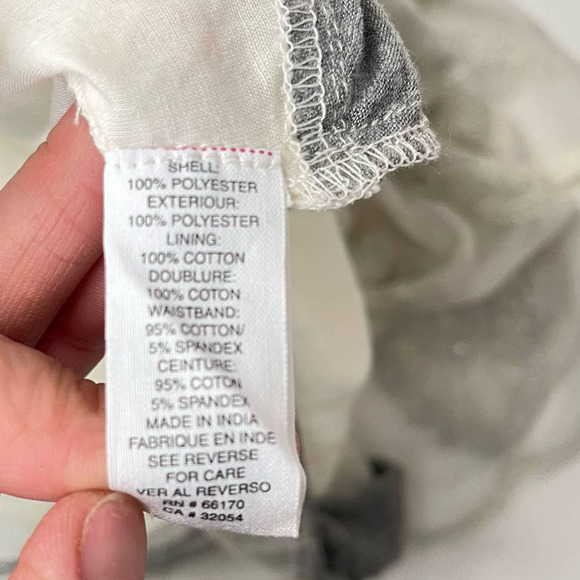 SHELL:
100% POLYESTER
EXTERIOUR:
100% POLYESTER
LINING:
100% COTTON
DOUBLURE:
100% COTON
WAISTBAND:
95% COTTON/
5% SPANDEX
CEINTURE:
95% COTON
5% SPANDEX
MADE IN INDIA
FABRIQUE EN INDE
SEE REVERSE
FOR CARE
VER AL REVERSO
RN # 66170
CA # 32054